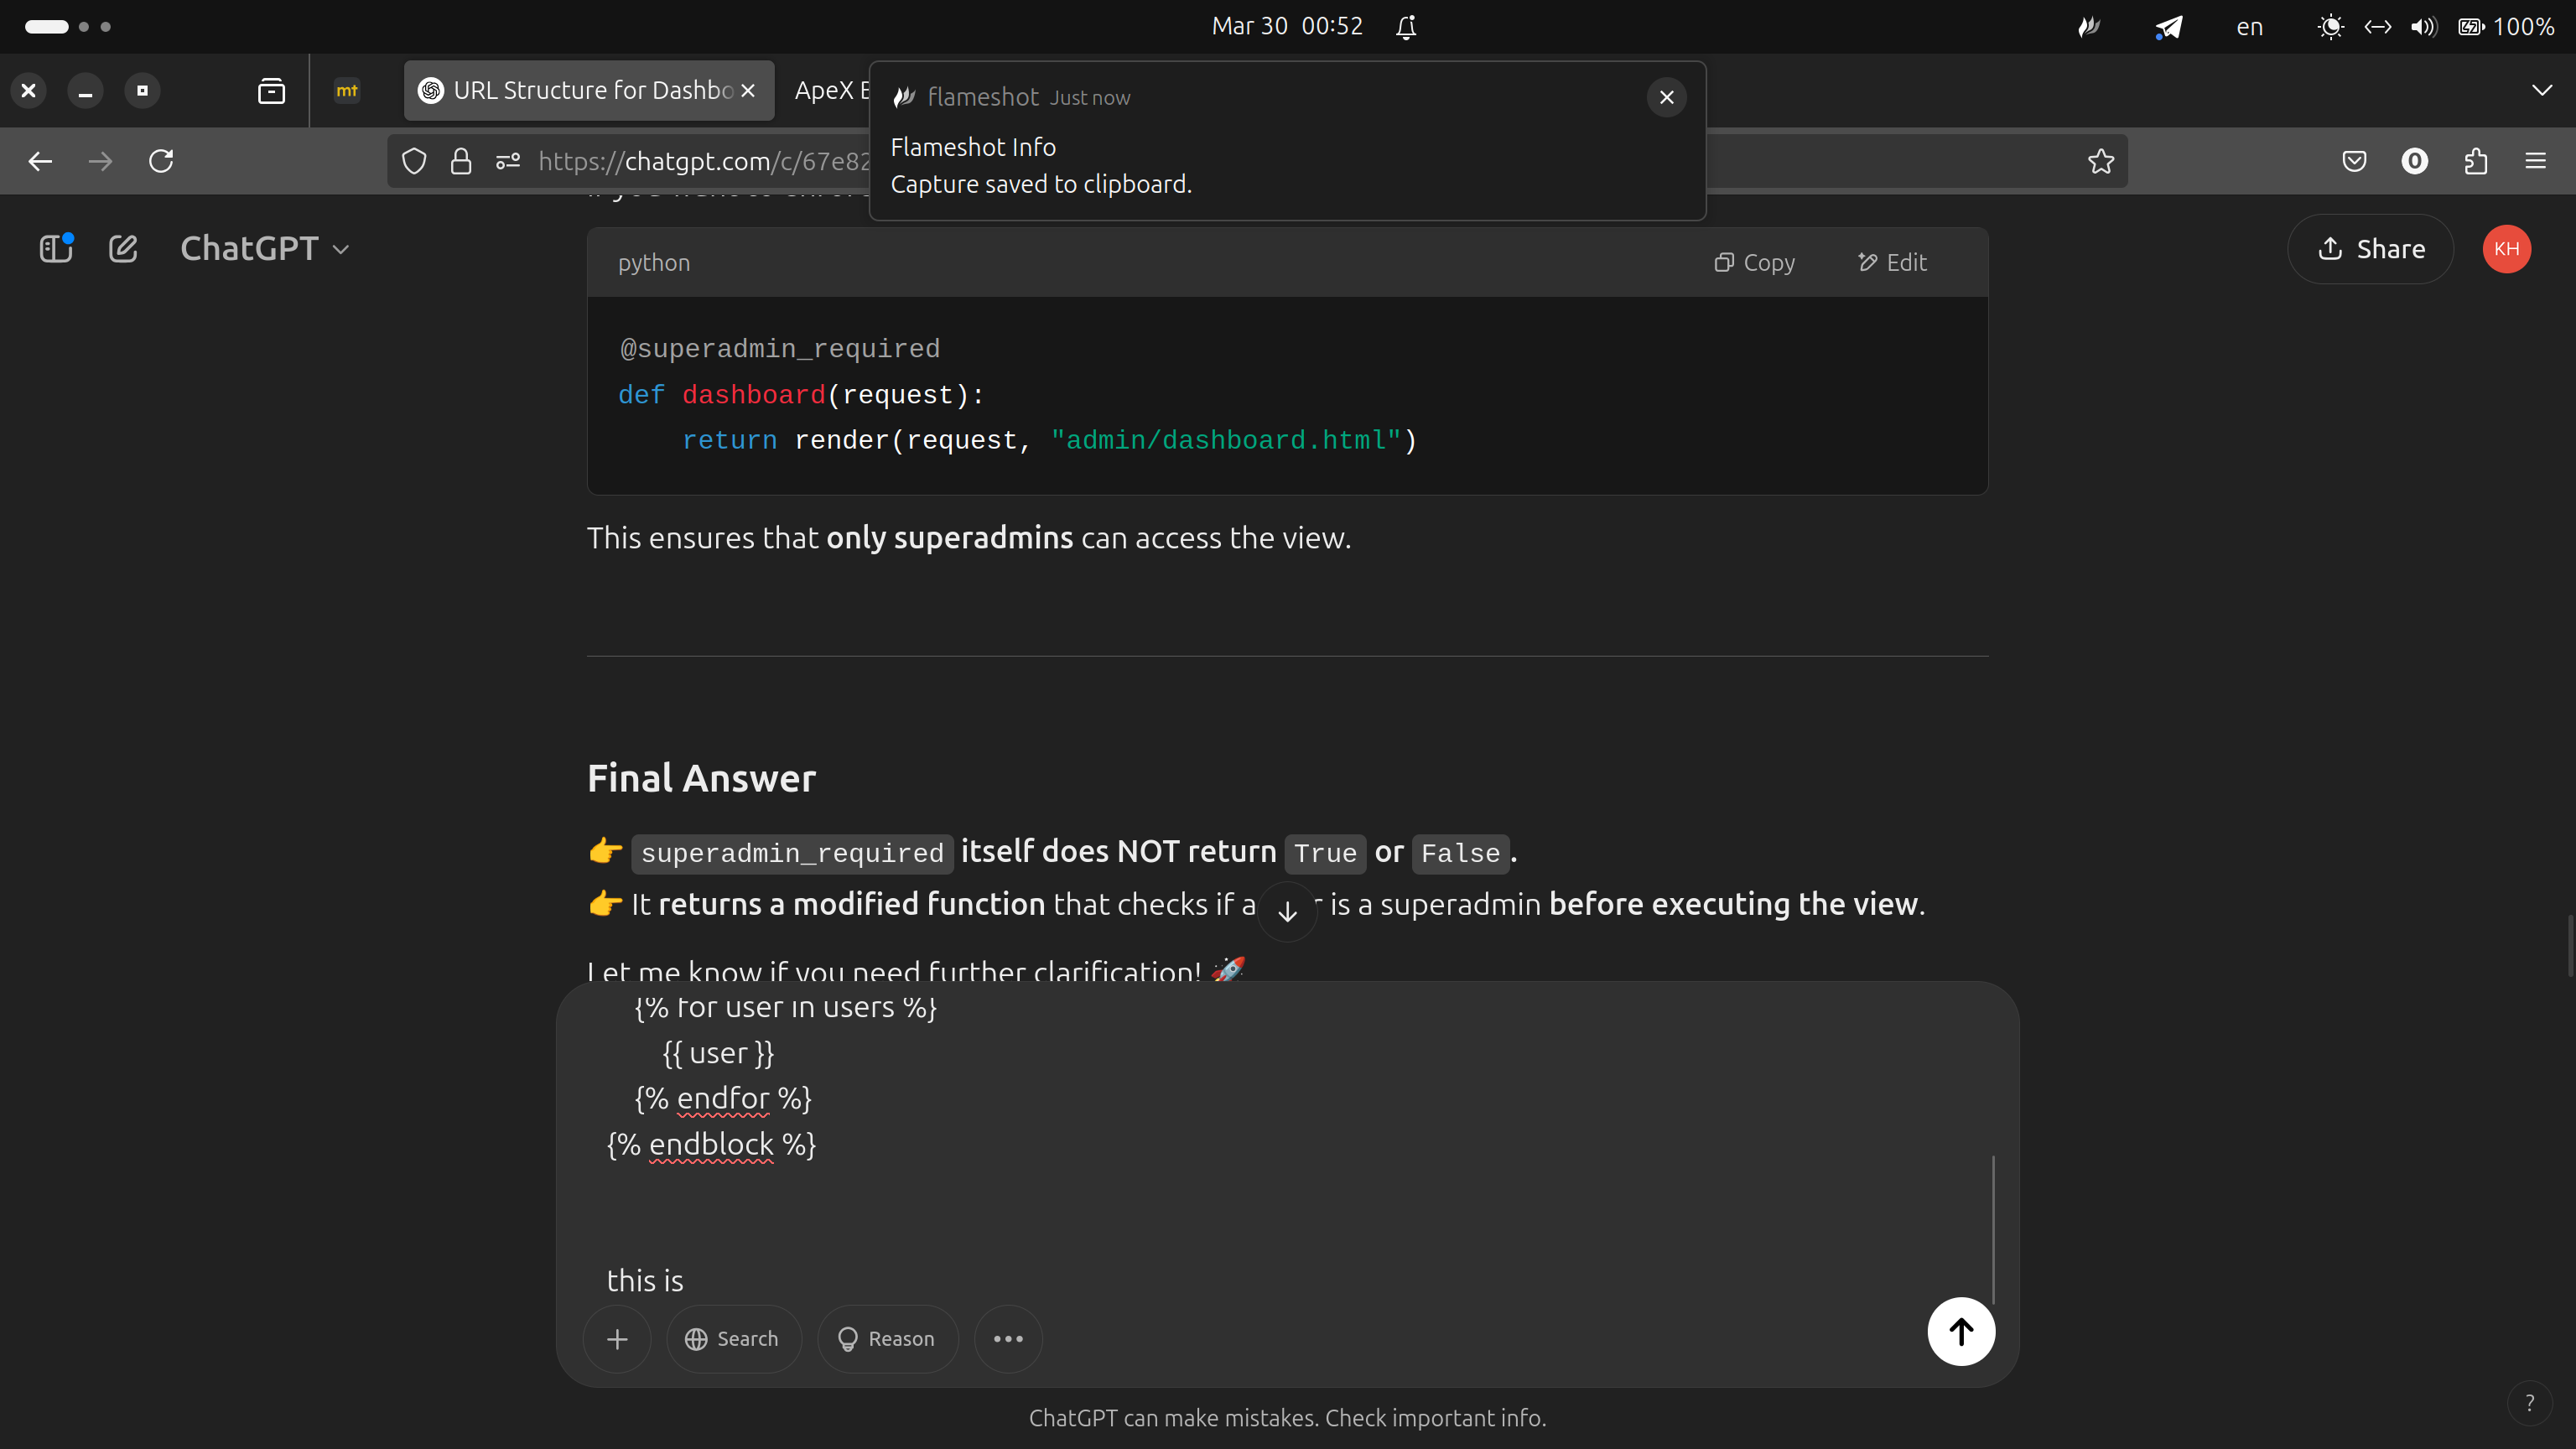 Mar 30 00:52
en
100%
mt
URL Structure for Dashbo
ApeX
flameshot Just now
Flameshot Info
Capture saved to clipboard.
https://chatgpt.com/c/67e82
ChatGPT
Share
KH
python
Copy
Edit
@superadmin_required
def dashboard(request):
return render(request, "admin/dashboard.html")
This ensures that only superadmins can access the view.
Final Answer
👉 superadmin_required itself does NOT return True or False.
👉 It returns a modified function that checks if a is a superadmin before executing the view.
Let me know if you need further clarification! 🚀
{% for user in users %}
{{ user }}
{% endfor %}
{% endblock %}
this is
Search
Reason
ChatGPT can make mistakes. Check important info.
?